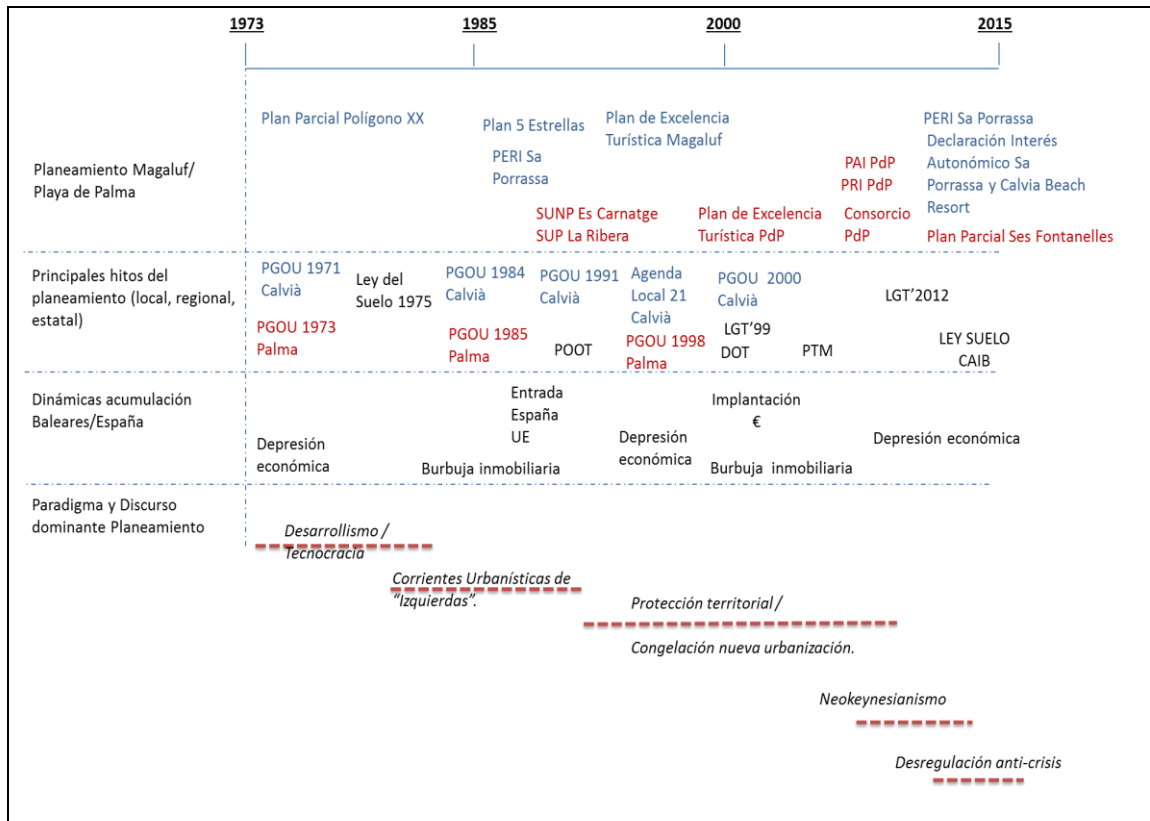 1973
1985
2000
2015
Planeamiento Magaluf/
Playa de Palma
Plan Parcial Polígono XX
Plan 5 Estrellas
PERI Sa
Porrassa
Plan de Excelencia
Turística Magaluf
PERI Sa Porrassa
Declaración Interés
Autonómico Sa
Porrassa y Calvia Beach
Resort
SUNP Es Carnatge
SUP La Ribera
Plan de Excelencia
Turística PdP
PAI PdP
PRI PdP
Consorcio
PdP
Plan Parcial Ses Fontanelles
Principales hitos del
planeamiento (local, regional,
estatal)
PGOU 1971
Calvià
Ley del
Suelo 1975
PGOU 1984
Calvià
PGOU 1991
Calvià
Agenda
Local 21
Calvià
PGOU 2000
Calvià
LGT'2012
PGOU 1973
Palma
PGOU 1985
Palma
POOT
PGOU 1998
Palma
LGT'99
DOT
PTM
LEY SUELO
CAIB
Dinámicas acumulación
Baleares/España
Depresión
económica
Entrada
España
UE
Burbuja inmobiliaria
Depresión
económica
Implantación
€
Burbuja inmobiliaria
Depresión económica
Paradigma y Discurso
dominante Planeamiento
Desarrollismo /
Tecnocracia
Corrientes Urbanísticas de
“Izquierdas”.
Protección territorial /
Congelación nueva urbanización.
Neokeynesianismo
Desregulación anti-crisis